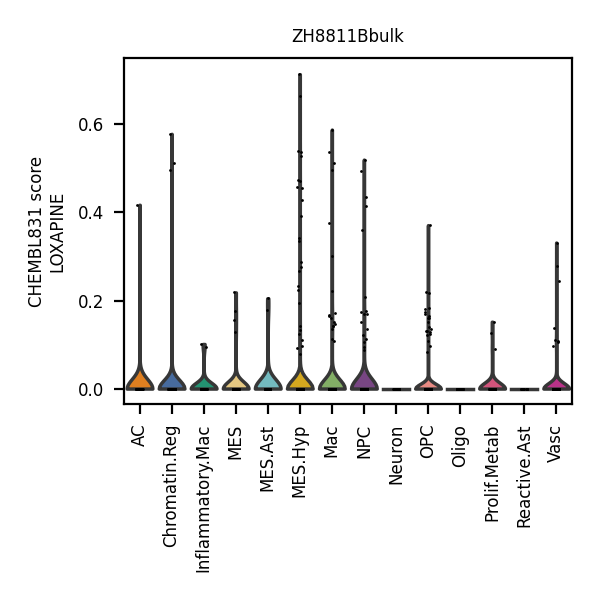 ZH8811Bbulk
CHEMBL831 score
LOXAPINE
0.6
0.4
0.2
0.0
AC
Chromatin.Reg
Inflammatory.Mac
MES
MES.Ast
MES.Hyp
Mac
NPC
Neuron
OPC
Oligo
Prolif.Metab
Reactive.Ast
Vasc